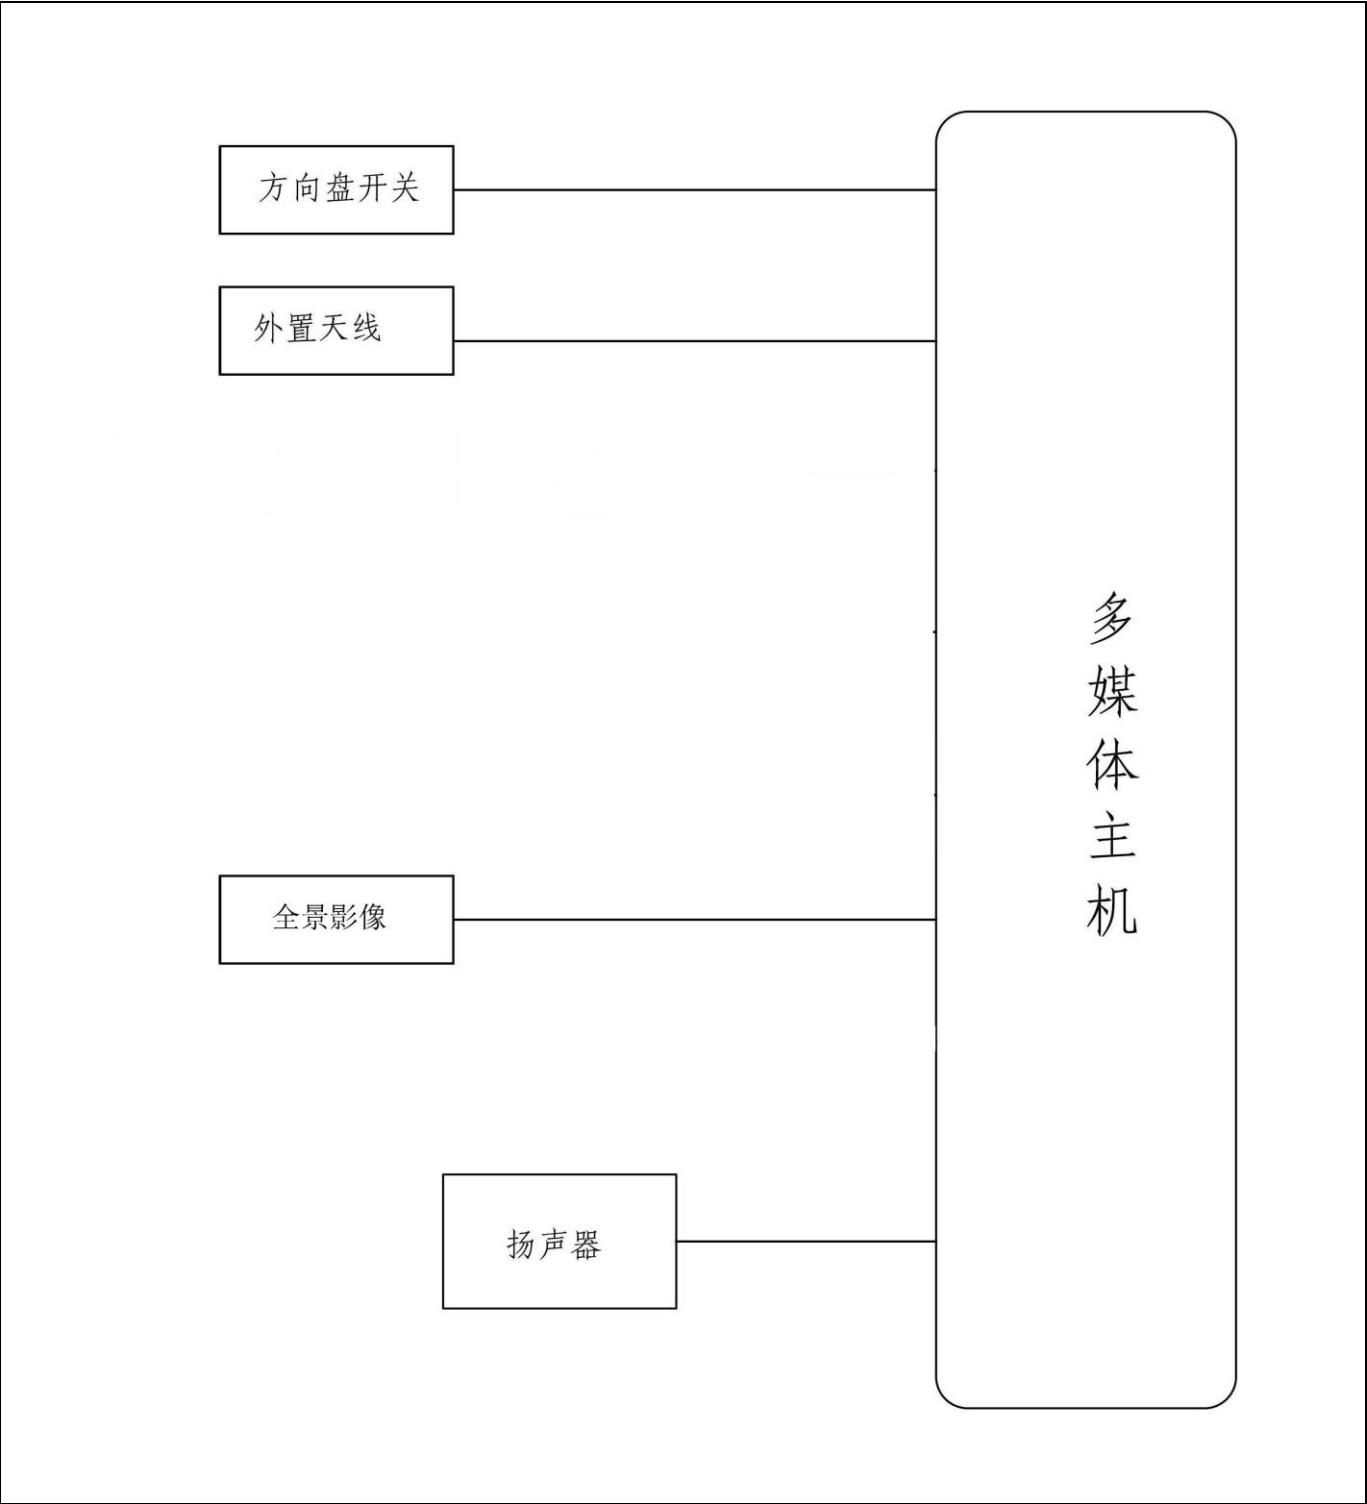 方向盘开关
外置天线
多媒体主机
全景影像
扬声器